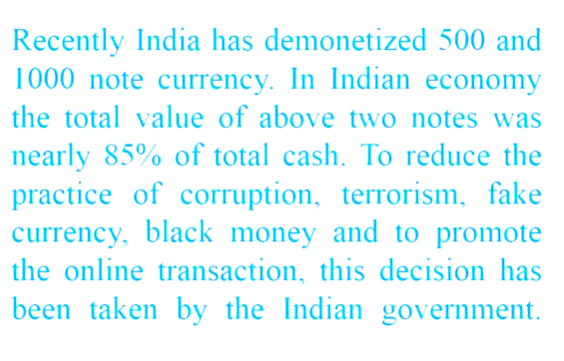 Recently India has demonetized 500 and
1000 note currency. In Indian economy
the total value of above two notes was
nearly 85% of total cash. To reduce the
practice of corruption, terrorism, fake
currency, black money and to promote
the online transaction, this decision has
been taken by the Indian government.